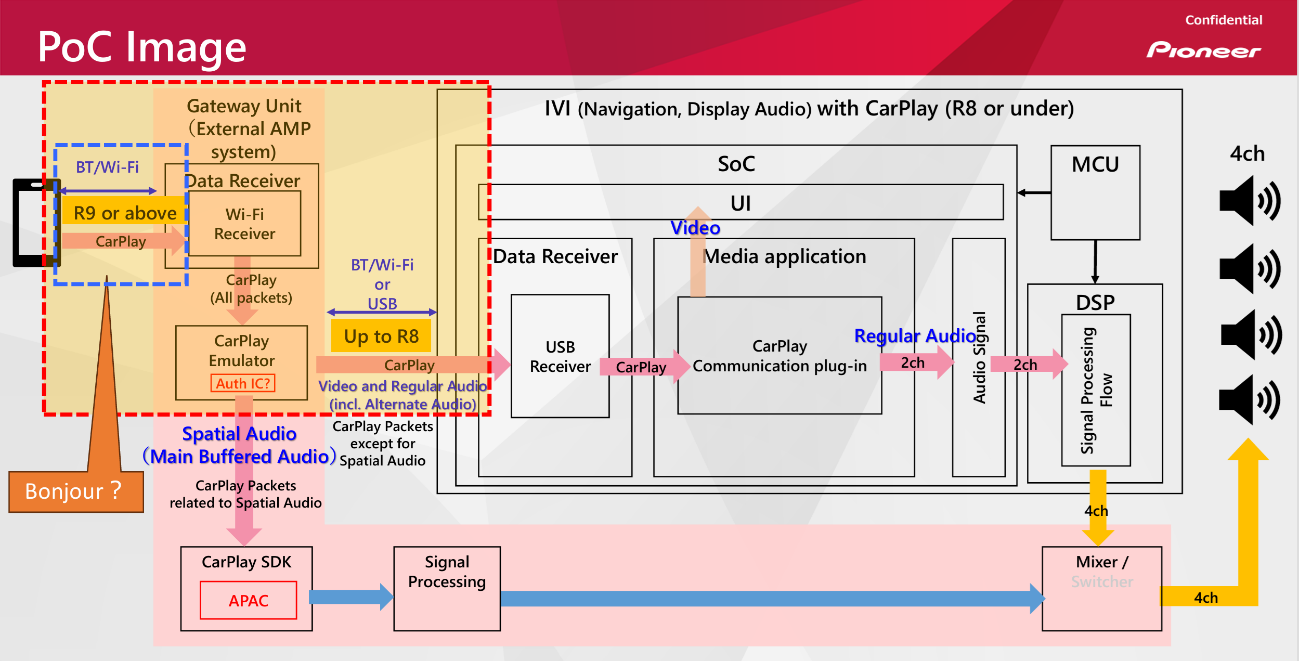 Confidential
PoC Image
Pioneer
Gateway Unit
（External AMP
system)
IVI (Navigation, Display Audio) with CarPlay (R8 or under)
BT/Wi-Fi
Data Receiver
R9 or above
Wi-Fi
Receiver
CarPlay
CarPlay
(All packets)
BT/Wi-Fi
or
USB
Up to R8
CarPlay
Emulator
Auth IC?
CarPlay
Video and Regular Audio
(incl. Alternate Audio)
CarPlay Packets
except for
Spatial Audio
Spatial Audio
（Main Buffered Audio）
CarPlay Packets
related to Spatial Audio
Bonjour？
SoC
UI
Video
Data Receiver
Media application
USB
Receiver
CarPlay
CarPlay
Communication plug-in
Regular Audio
2ch
Audio Signal
2ch
MCU
DSP
Signal Processing
Flow
4ch
4ch
CarPlay SDK
APAC
Signal
Processing
Mixer /
Switcher
4ch